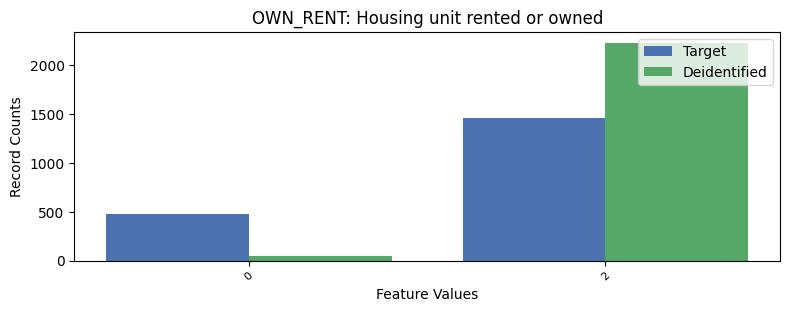 OWN_RENT: Housing unit rented or owned
Target
Deidentified
2000
1500
1000
500
0
Record Counts
0
2
Feature Values